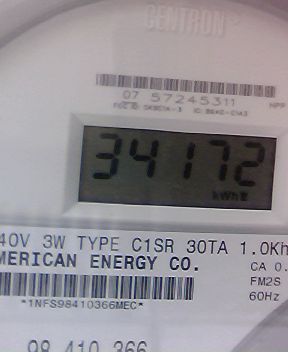 CENTRON®
07 57245311
34172
kWh
40V 3W TYPE C1SR 30TA 1.0Kh
MERICAN ENERGY CO.
CA 0.
FM2S
60Hz
*1NFS98410366MEC*
98 410 366